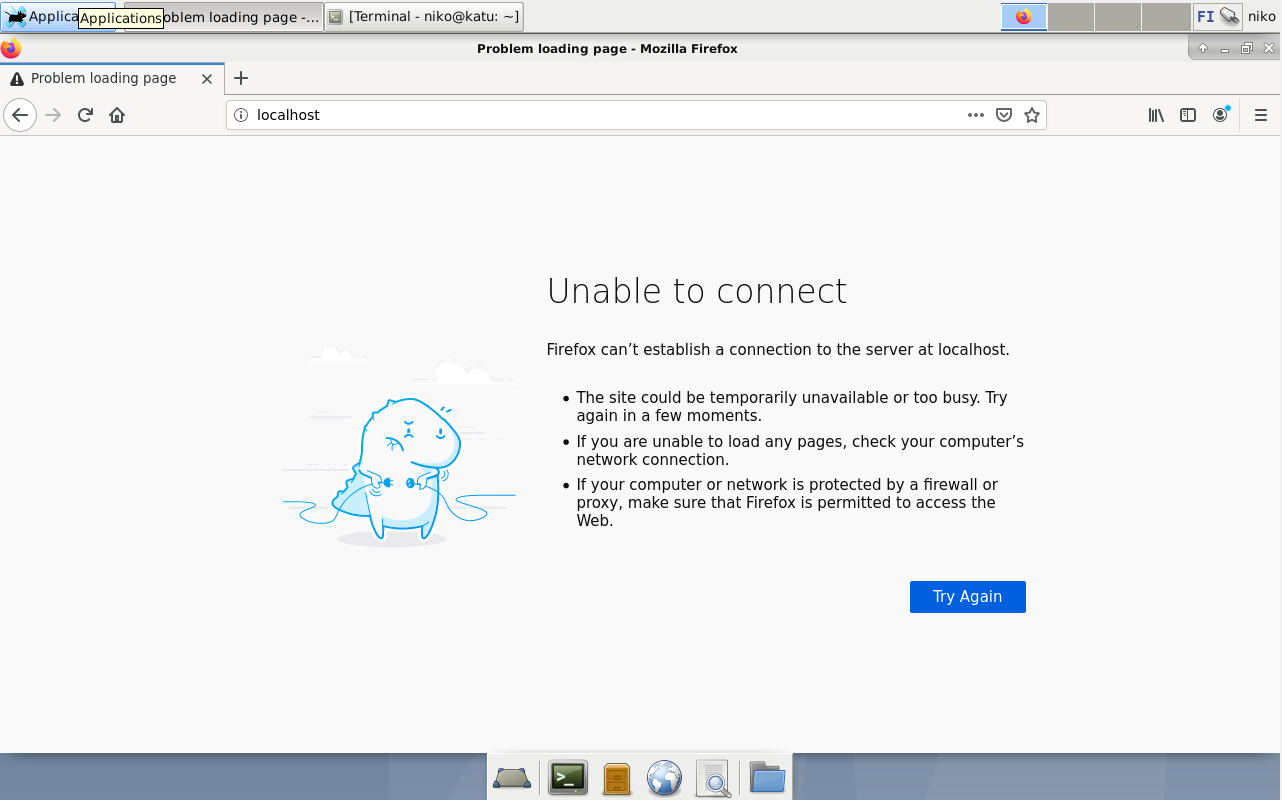 Applica
Applications
oblem loading page -...
[Terminal - niko@katu: ~]
FI
niko
Problem loading page - Mozilla Firefox
Problem loading page
localhost
Unable to connect
Firefox can’t establish a connection to the server at localhost.
• The site could be temporarily unavailable or too busy. Try
again in a few moments.
• If you are unable to load any pages, check your computer’s
network connection.
• If your computer or network is protected by a firewall or
proxy, make sure that Firefox is permitted to access the
Web.
Try Again